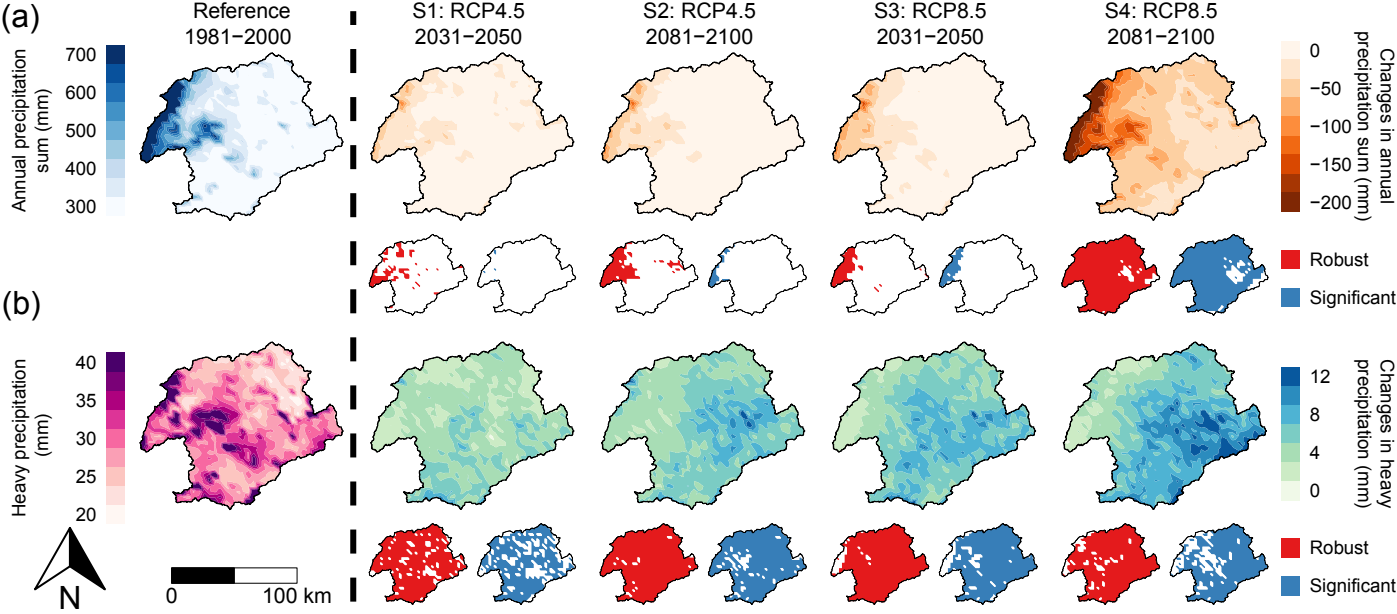 (a)
Reference
1981−2000
S1: RCP4.5
2031−2050
S2: RCP4.5
2081−2100
S3: RCP8.5
2031−2050
S4: RCP8.5
2081−2100
Annual precipitation
sum (mm)
700
600
500
400
300
0
−50
−100
−150
−200
Changes in annual
precipitation sum (mm)
Robust
Significant
(b)
Heavy precipitation
(mm)
40
35
30
25
20
12
8
4
0
Changes in heavy
precipitation (mm)
Robust
Significant
N
0
100 km